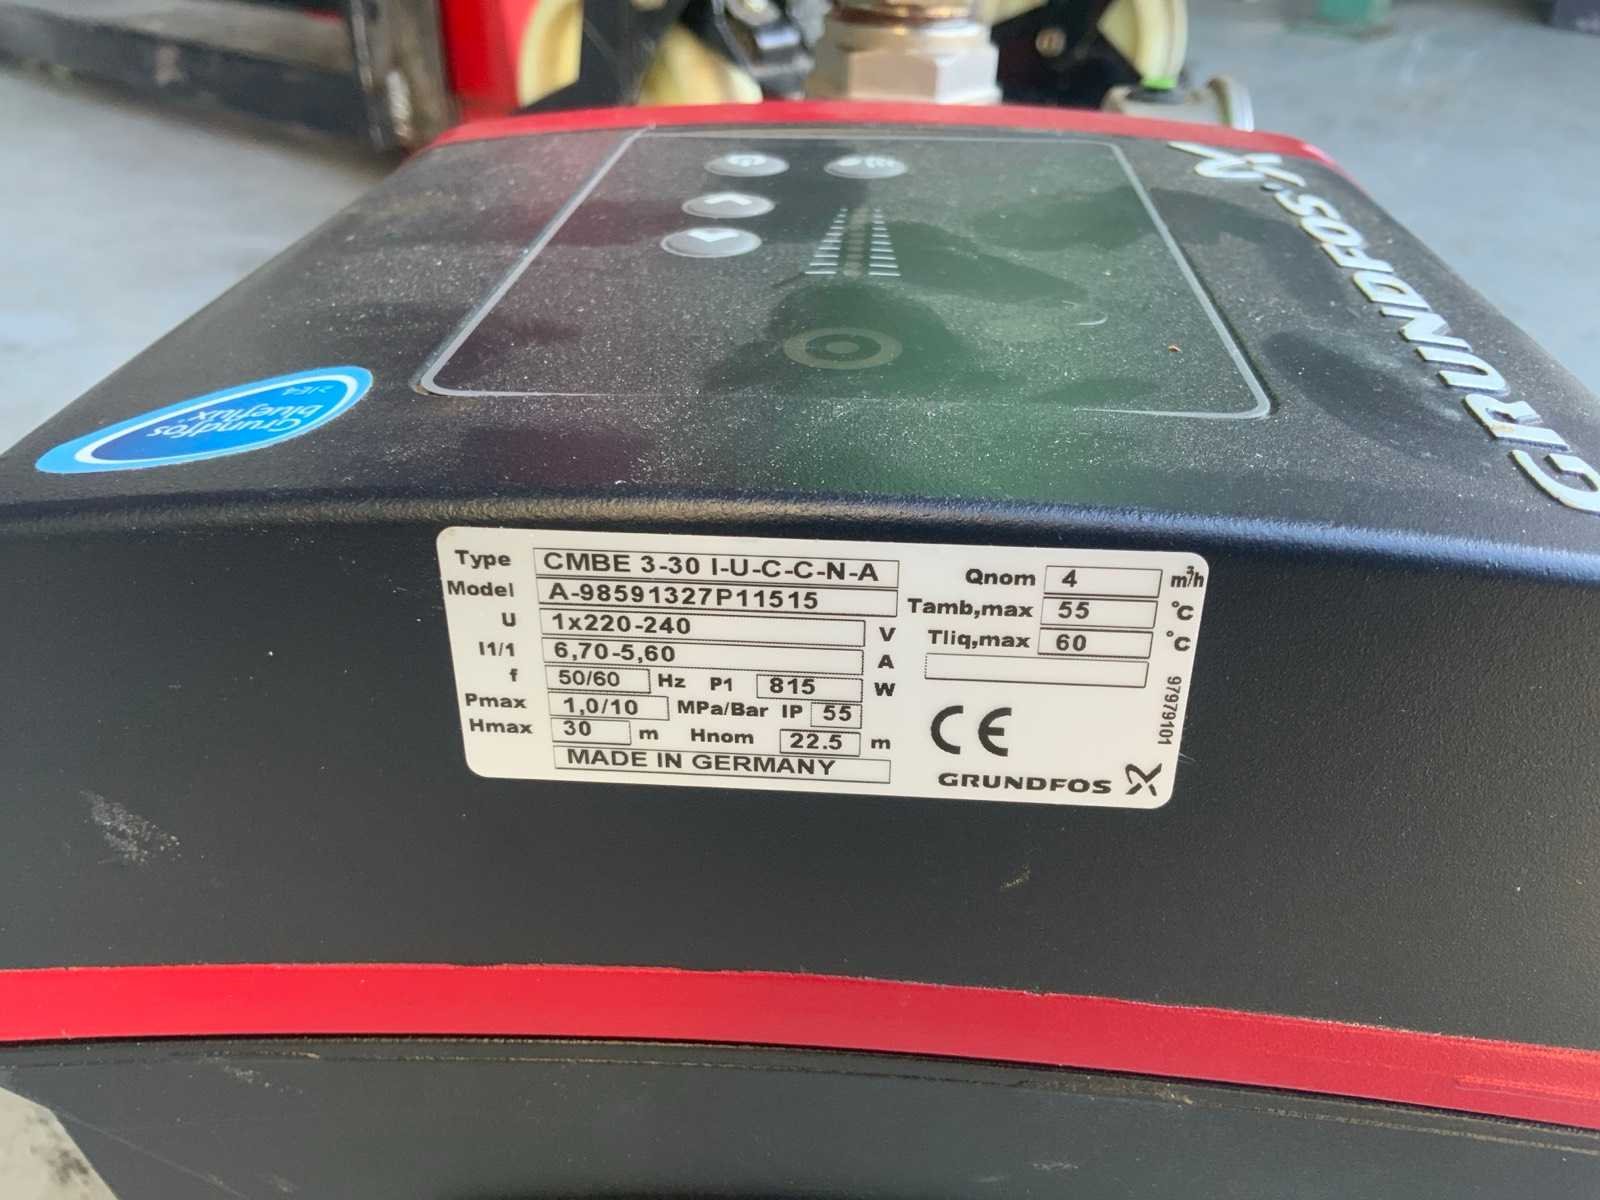 GRUNDFOS
Grundfos
blueflux
≥IE4
Type CMBE 3-30 I-U-C-C-N-A
Model A-98591327P11515
U 1x220-240 V
I1/1 6,70-5,60 A
f 50/60 Hz P1 815 W
Pmax 1,0/10 MPa/Bar IP 55
Hmax 30 m Hnom 22.5 m
MADE IN GERMANY
Qnom 4 m³/h
Tamb,max 55 °C
Tliq,max 60 °C
CE
97979101
GRUNDFOS